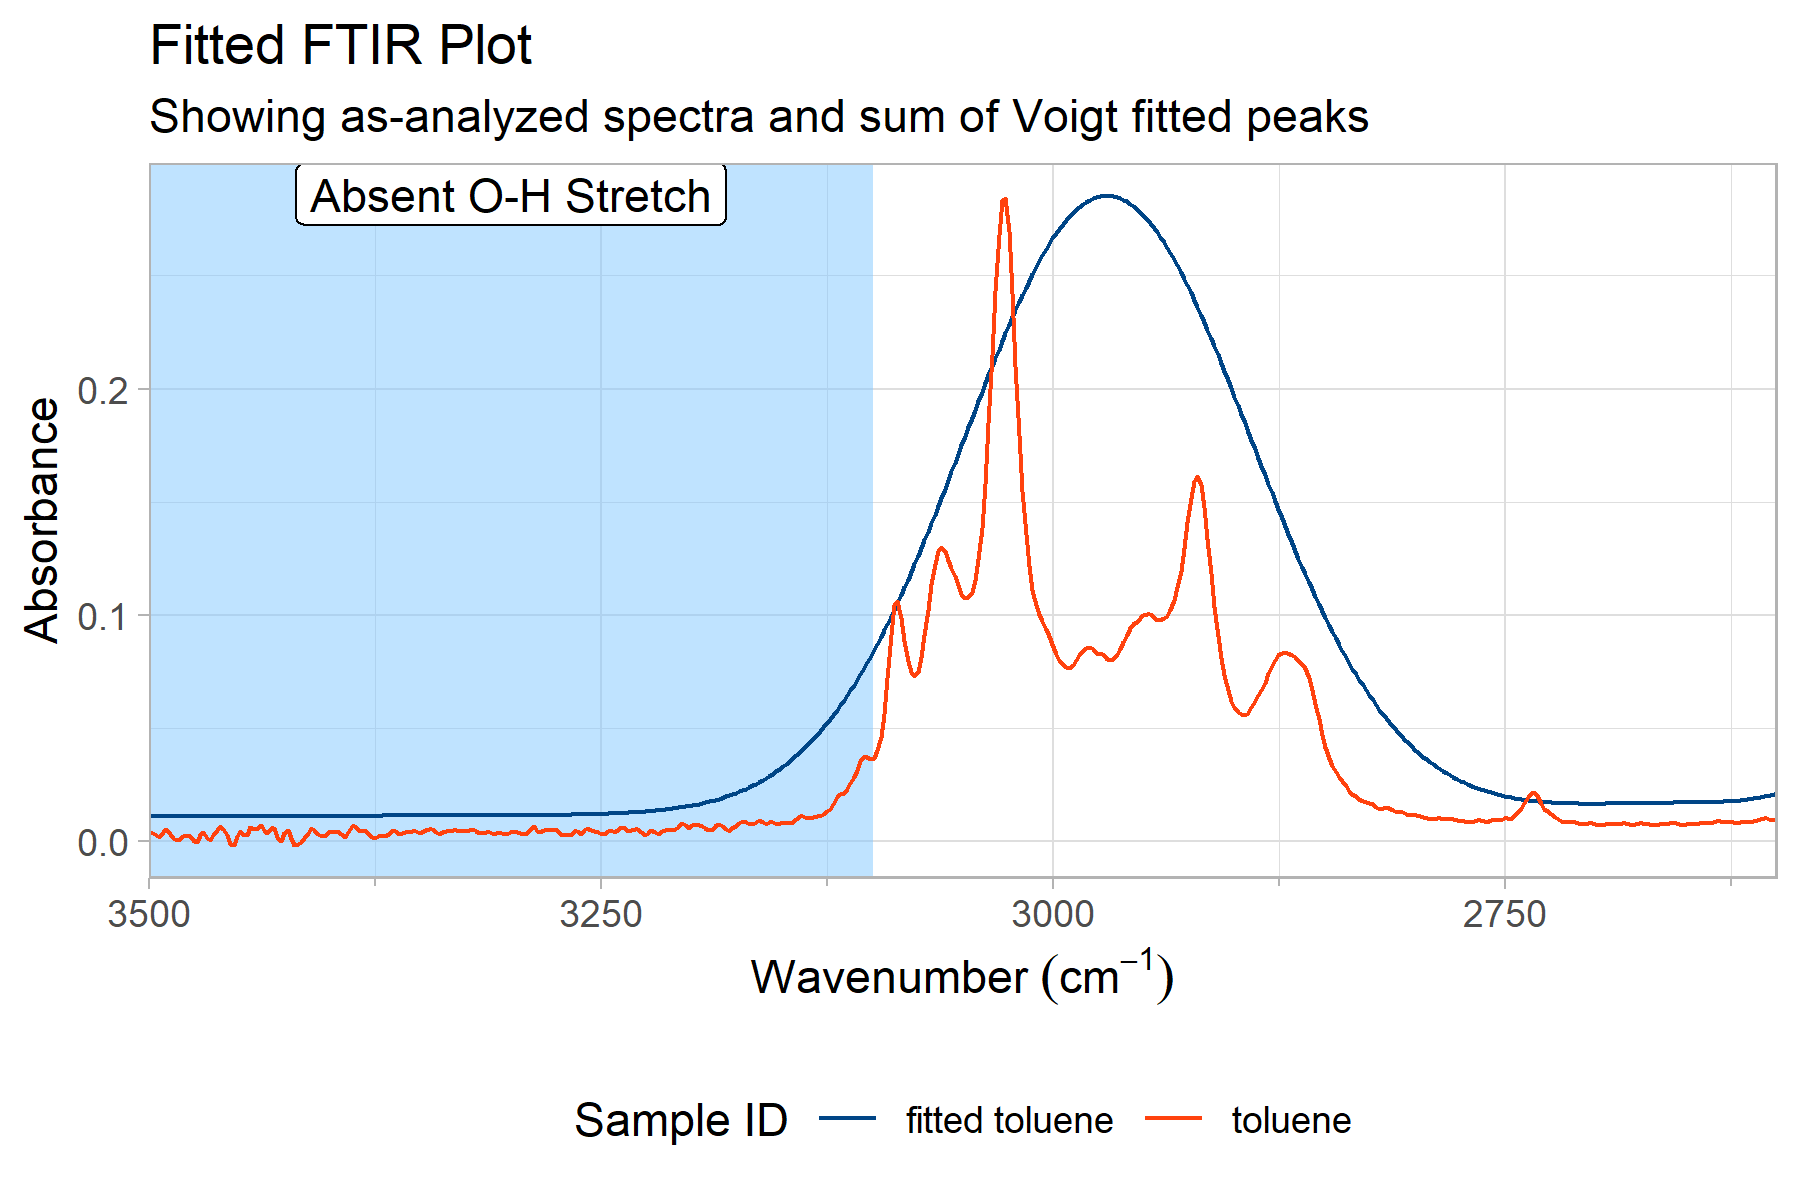 Fitted FTIR Plot
Showing as-analyzed spectra and sum of Voigt fitted peaks
Absent O-H Stretch
Absorbance
0.2
0.1
0.0
3500 3250 3000 2750
Wavenumber (cm⁻¹)
Sample ID fitted toluene toluene